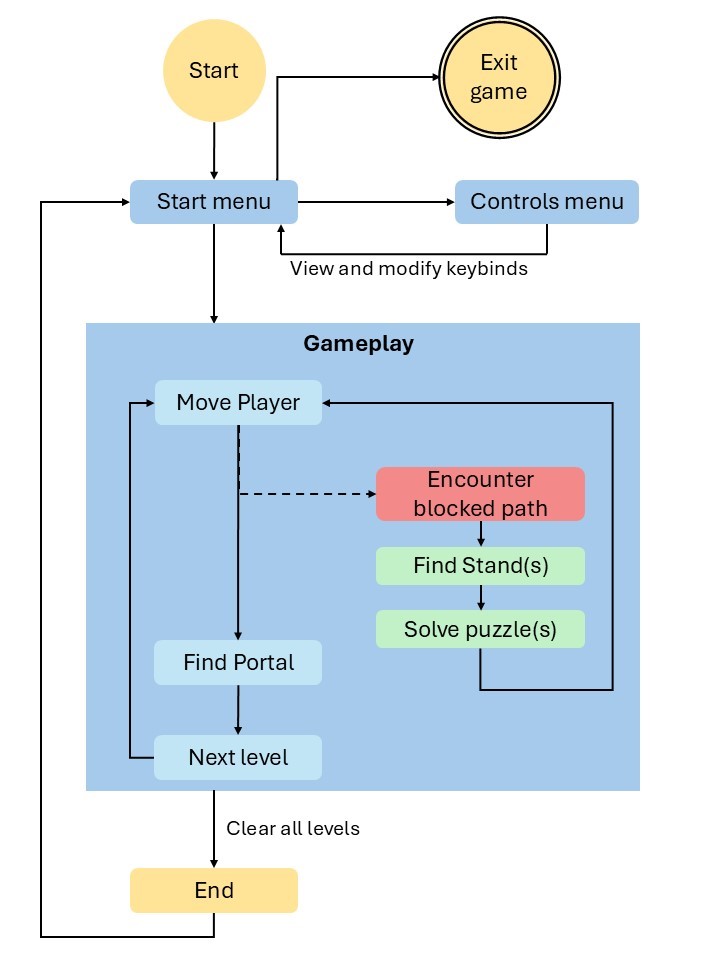 Start
Exit
game
Start menu
Controls menu
View and modify keybinds
Gameplay
Move Player
Encounter
blocked path
Find Stand(s)
Solve puzzle(s)
Find Portal
Next level
Clear all levels
End